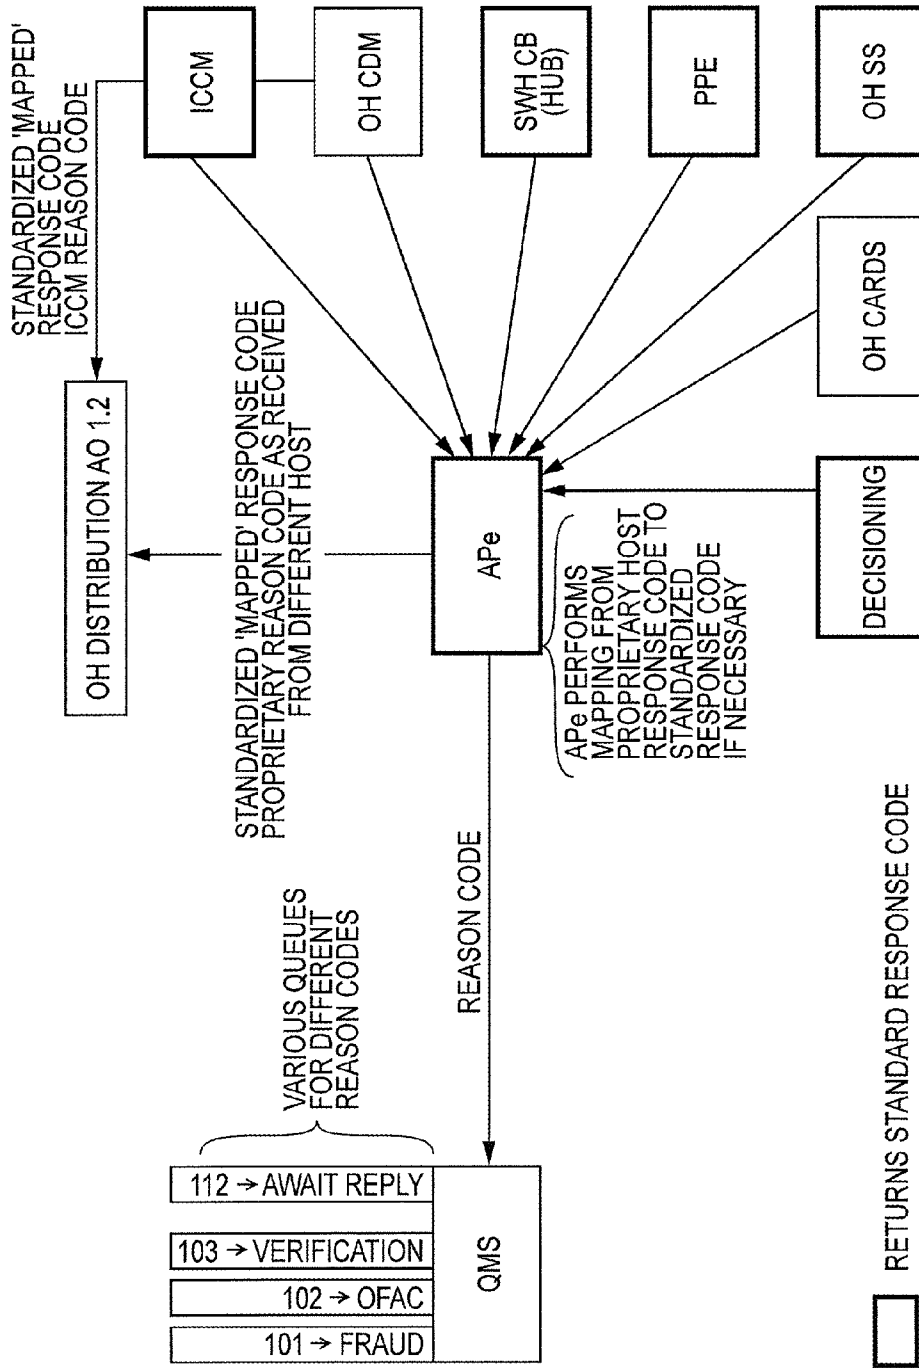 STANDARDIZED 'MAPPED'
RESPONSE CODE
ICCM REASON CODE
OH DISTRIBUTION AO 1.2
ICCM
OH CDM
SWH CB
(HUB)
PPE
OH SS
OH CARDS
DECISIONING
STANDARDIZED 'MAPPED' RESPONSE CODE
PROPRIETARY REASON CODE AS RECEIVED
FROM DIFFERENT HOST
APe
APe PERFORMS
MAPPING FROM
PROPRIETARY HOST
RESPONSE CODE TO
STANDARDIZED
RESPONSE CODE
IF NECESSARY
REASON CODE
VARIOUS QUEUES
FOR DIFFERENT
REASON CODES
112 → AWAIT REPLY
103 → VERIFICATION
102 → OFAC
101 → FRAUD
QMS
RETURNS STANDARD RESPONSE CODE